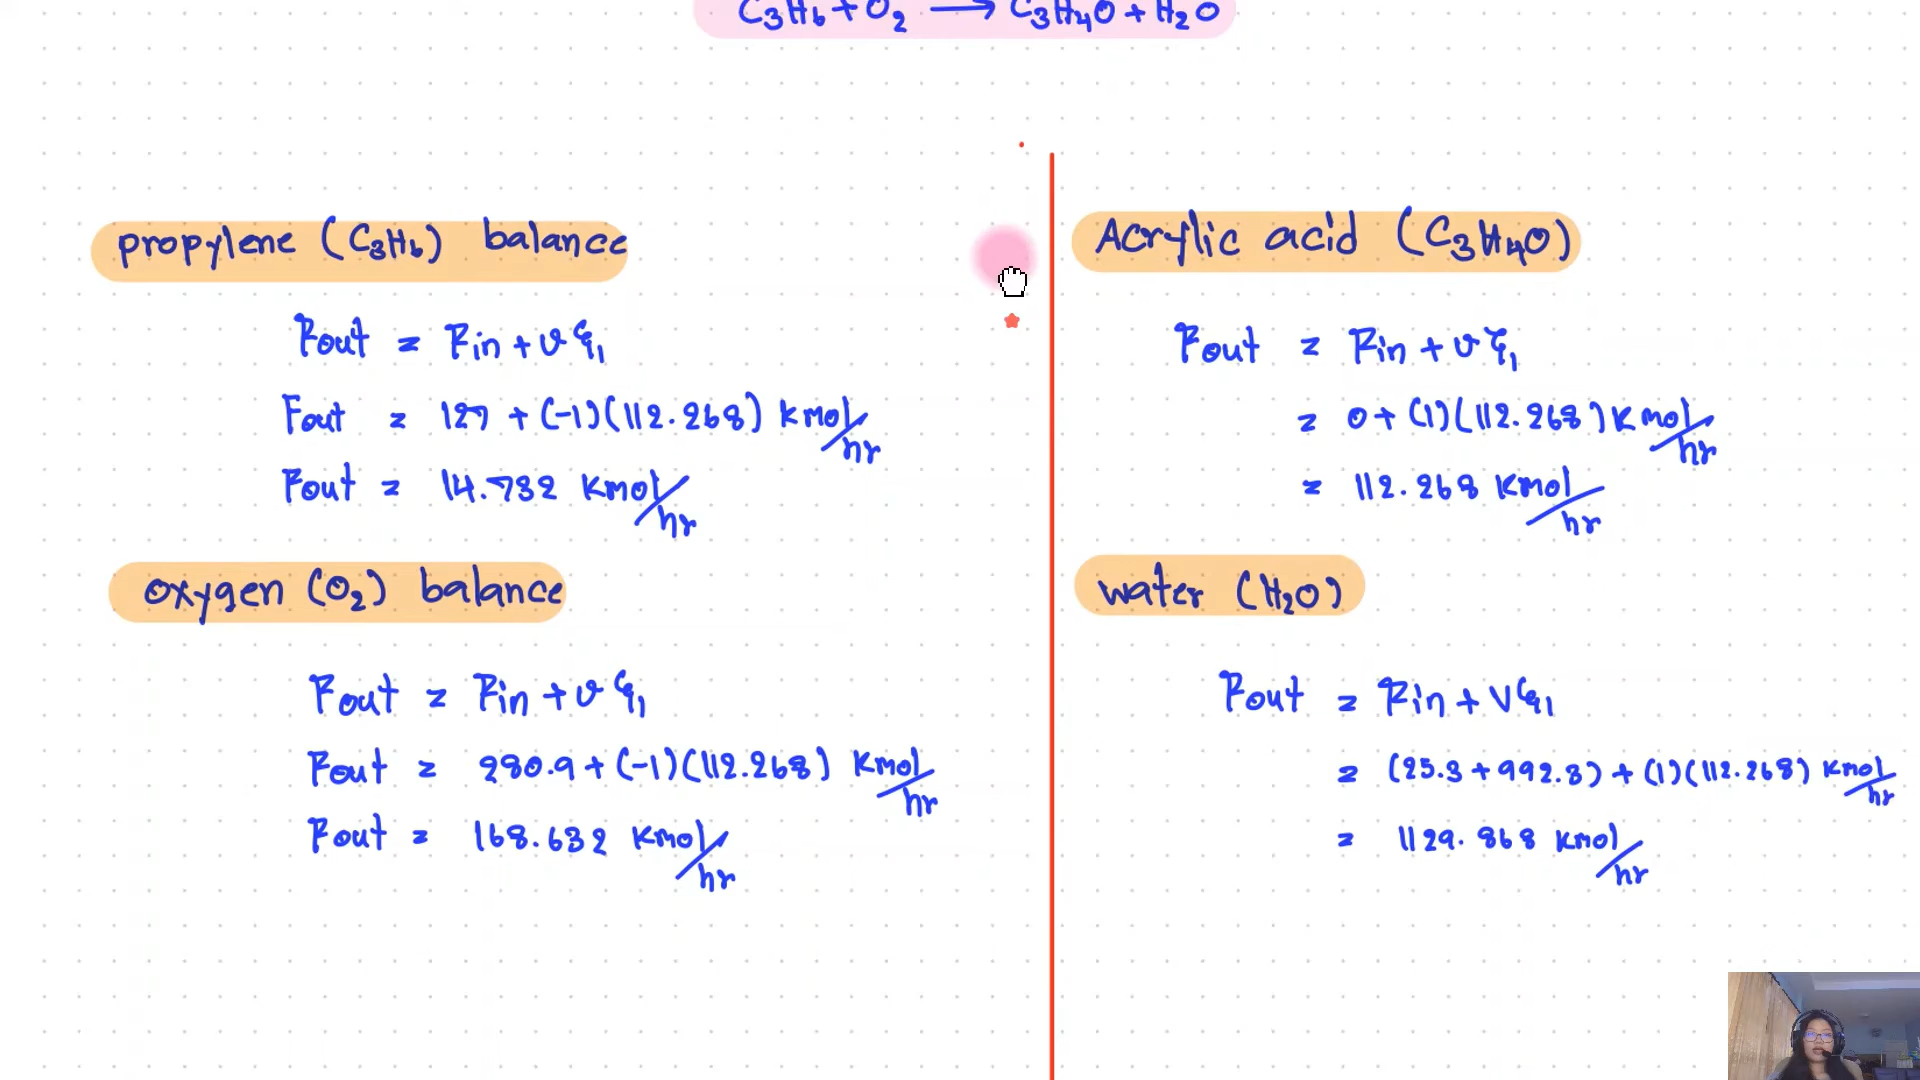 C₃H₆ + O₂ → C₃H₄O + H₂O
propylene (C₃H₆) balance
Fout = Fin + υξ₁
Fout = 127 + (-1)(112.268) Kmol/hr
Fout = 14.732 Kmol/hr
oxygen (O₂) balance
Fout = Fin + υξ₁
Fout = 280.9 + (-1)(112.268) Kmol/hr
Fout = 168.632 Kmol/hr
Acrylic acid (C₃H₄O)
Fout = Fin + υξ₁
= 0 + (1)(112.268) Kmol/hr
= 112.268 Kmol/hr
water (H₂O)
Fout = Fin + νξ₁
= (25.3 + 992.3) + (1)(112.268) Kmol/hr
= 1129.868 Kmol/hr